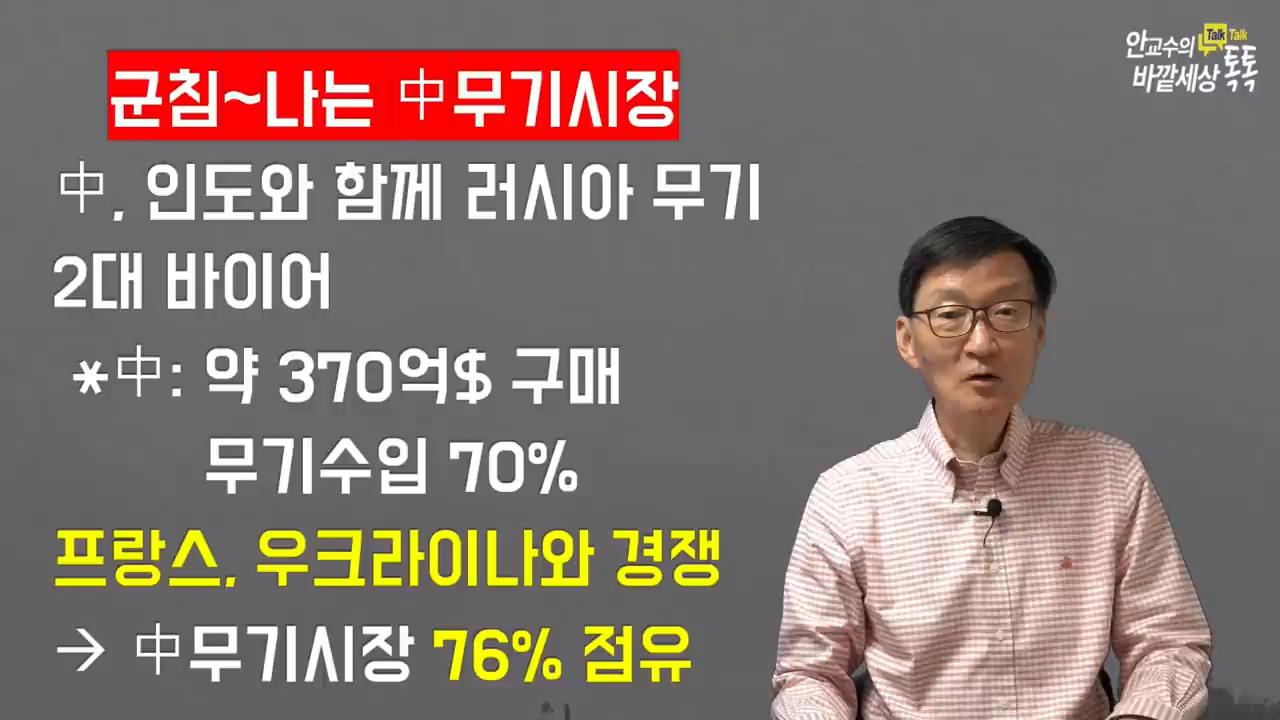 군침~나는 中무기시장
안교수의 Talk Talk
바깥세상 톡톡
中, 인도와 함께 러시아 무기
2대 바이어
*中: 약 370억$ 구매
무기수입 70%
프랑스, 우크라이나와 경쟁
→ 中무기시장 76% 점유